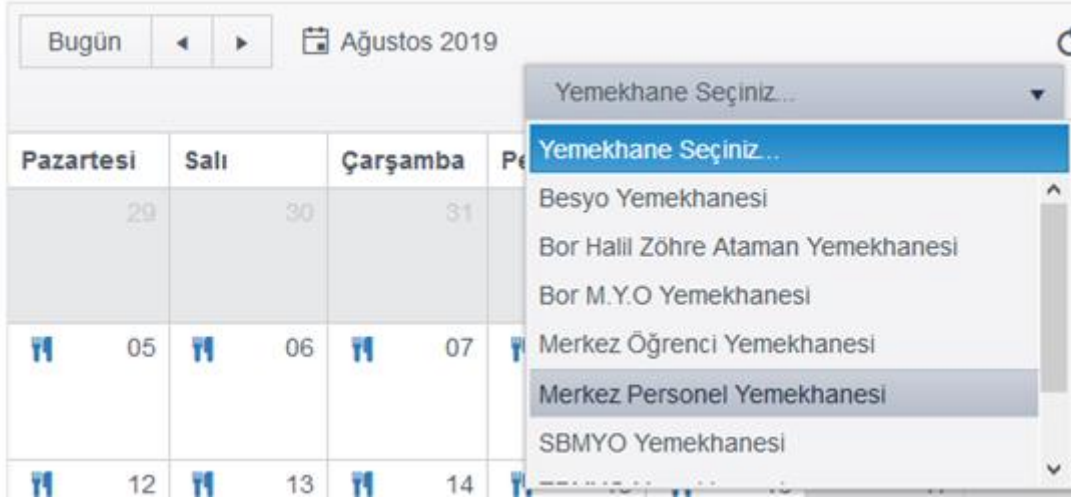 Bugün
Ağustos 2019
Yemekhane Seçiniz...
Pazartesi Salı Çarşamba
Yemekhane Seçiniz...
Besyo Yemekhanesi
Bor Halil Zöhre Ataman Yemekhanesi
Bor M.Y.O Yemekhanesi
Merkez Öğrenci Yemekhanesi
Merkez Personel Yemekhanesi
SBMYO Yemekhanesi
29 30 31
05 06 07
12 13 14